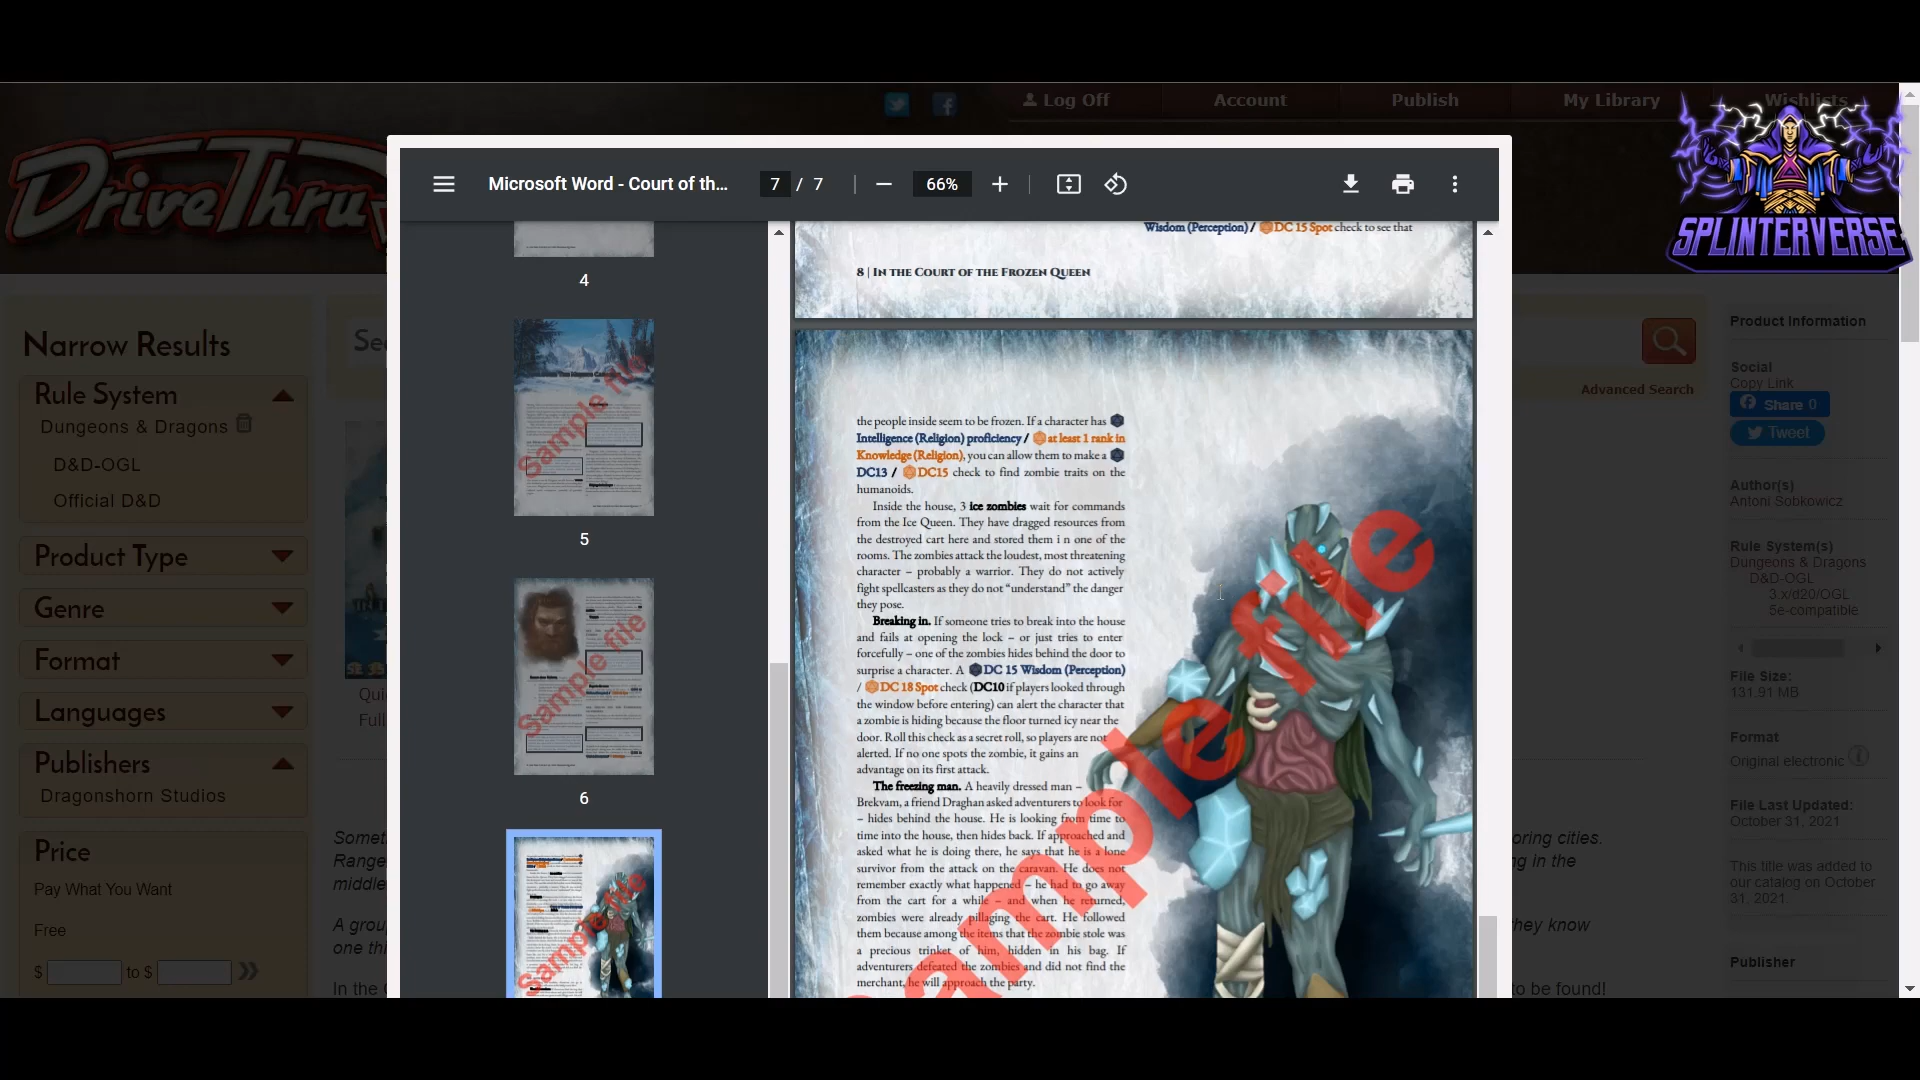 Log Off
Account
Publish
My Library
Wishlists
DriveThru
SPLINTERVERSE
Microsoft Word - Court of th...
7 / 7
66%
4
5
6
Sample file
Sample file
Sample file
Narrow Results
Rule System
Dungeons & Dragons
D&D-OGL
Official D&D
Product Type
Genre
Format
Languages
Publishers
Dragonshorn Studios
Price
Pay What You Want
Free
$ to $
Wisdom (Perception) / DC 15 Spot check to see that
8 | In the Court of the Frozen Queen
the people inside seem to be frozen. If a character has
Intelligence (Religion) proficiency / at least 1 rank in
Knowledge (Religion), you can allow them to make a
DC13 / DC15 check to find zombie traits on the
humanoids.
Inside the house, 3 ice zombies wait for commands
from the Ice Queen. They have dragged resources from
the destroyed cart here and stored them i n one of the
rooms. The zombies attack the loudest, most threatening
character – probably a warrior. They do not actively
fight spellcasters as they do not “understand” the danger
they pose.
Breaking in. If someone tries to break into the house
and fails at opening the lock – or just tries to enter
forcefully – one of the zombies hides behind the door to
surprise a character. A DC 15 Wisdom (Perception)
/ DC 18 Spot check (DC10 if players looked through
the window before entering) can alert the character that
a zombie is hiding because the floor turned icy near the
door. Roll this check as a secret roll, so players are not
alerted. If no one spots the zombie, it gains an
advantage on its first attack.
The freezing man. A heavily dressed man –
Brekvam, a friend Draghan asked adventurers to look for
– hides behind the house. He is looking from time to
time into the house, then hides back. If approached and
asked what he is doing there, he says that he is a lone
survivor from the attack on the caravan. He does not
remember exactly what happened – he had to go away
from the cart for a while – and when he returned,
zombies were already pillaging the cart. He followed
them because among the items that the zombie stole was
a precious trinket of him, hidden in his bag. If
adventurers defeated the zombies and did not find the
merchant, he will approach the party.
ample file
See
Advanced Search
Qui
Full
Somet
Range
middle
A grou
one thi
In the C
oring cities.
ng in the
they know
to be found!
Product Information
Social
Copy Link
Share 0
Tweet
Author(s)
Antoni Sobkowicz
Rule System(s)
Dungeons & Dragons
D&D-OGL
3.x/d20/OGL
5e-compatible
File Size:
131.91 MB
Format
Original electronic
File Last Updated:
October 31, 2021
This title was added to
our catalog on October
31, 2021.
Publisher